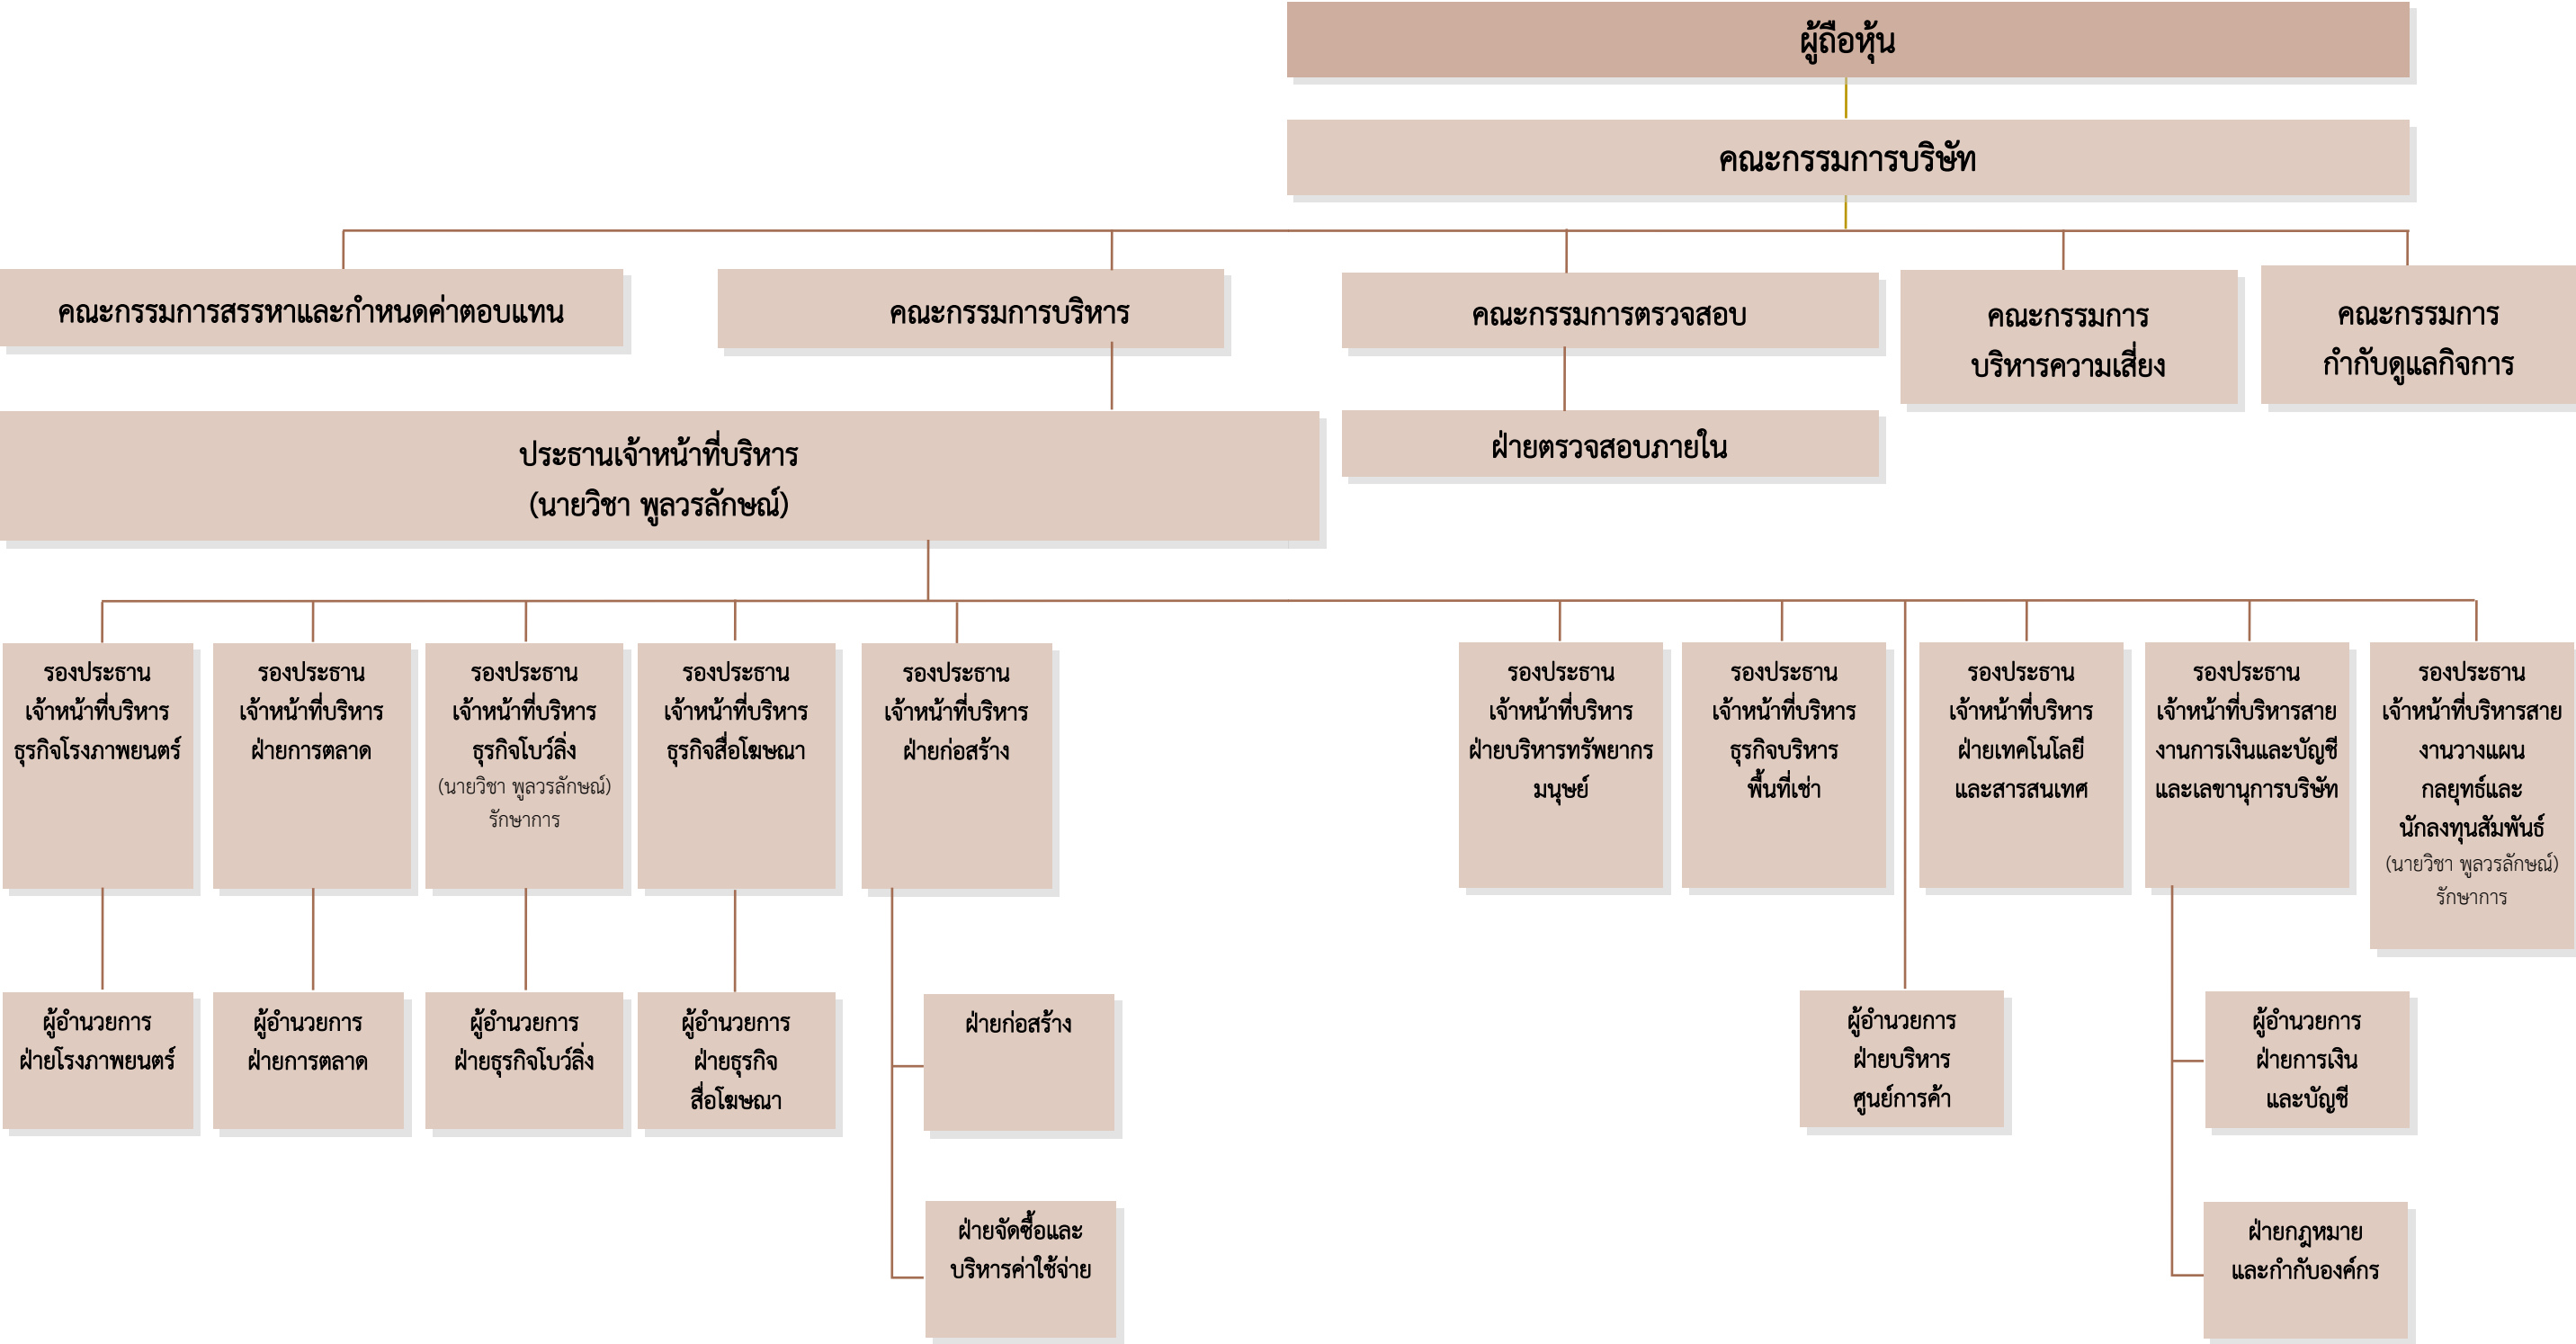 ผู้ถือหุ้น
คณะกรรมการบริษัท
คณะกรรมการสรรหาและกำหนดค่าตอบแทน
คณะกรรมการบริหาร
คณะกรรมการตรวจสอบ
คณะกรรมการ
บริหารความเสี่ยง
คณะกรรมการ
กำกับดูแลกิจการ
ประธานเจ้าหน้าที่บริหาร
(นายวิชา พูลวรลักษณ์)
ฝ่ายตรวจสอบภายใน
รองประธาน
เจ้าหน้าที่บริหาร
ธุรกิจโรงภาพยนตร์
รองประธาน
เจ้าหน้าที่บริหาร
ฝ่ายการตลาด
รองประธาน
เจ้าหน้าที่บริหาร
ธุรกิจโบว์ลิ่ง
(นายวิชา พูลวรลักษณ์)
รักษาการ
รองประธาน
เจ้าหน้าที่บริหาร
ธุรกิจสื่อโฆษณา
รองประธาน
เจ้าหน้าที่บริหาร
ฝ่ายก่อสร้าง
รองประธาน
เจ้าหน้าที่บริหาร
ฝ่ายบริหารทรัพยากร
มนุษย์
รองประธาน
เจ้าหน้าที่บริหาร
ธุรกิจบริหาร
พื้นที่เช่า
รองประธาน
เจ้าหน้าที่บริหาร
ฝ่ายเทคโนโลยี
และสารสนเทศ
รองประธาน
เจ้าหน้าที่บริหารสาย
งานการเงินและบัญชี
และเลขานุการบริษัท
รองประธาน
เจ้าหน้าที่บริหารสาย
งานวางแผน
กลยุทธ์และ
นักลงทุนสัมพันธ์
(นายวิชา พูลวรลักษณ์)
รักษาการ
ผู้อำนวยการ
ฝ่ายโรงภาพยนตร์
ผู้อำนวยการ
ฝ่ายการตลาด
ผู้อำนวยการ
ฝ่ายธุรกิจโบว์ลิ่ง
ผู้อำนวยการ
ฝ่ายธุรกิจ
สื่อโฆษณา
ฝ่ายก่อสร้าง
ผู้อำนวยการ
ฝ่ายบริหาร
ศูนย์การค้า
ผู้อำนวยการ
ฝ่ายการเงิน
และบัญชี
ฝ่ายจัดซื้อและ
บริหารค่าใช้จ่าย
ฝ่ายกฎหมาย
และกำกับองค์กร